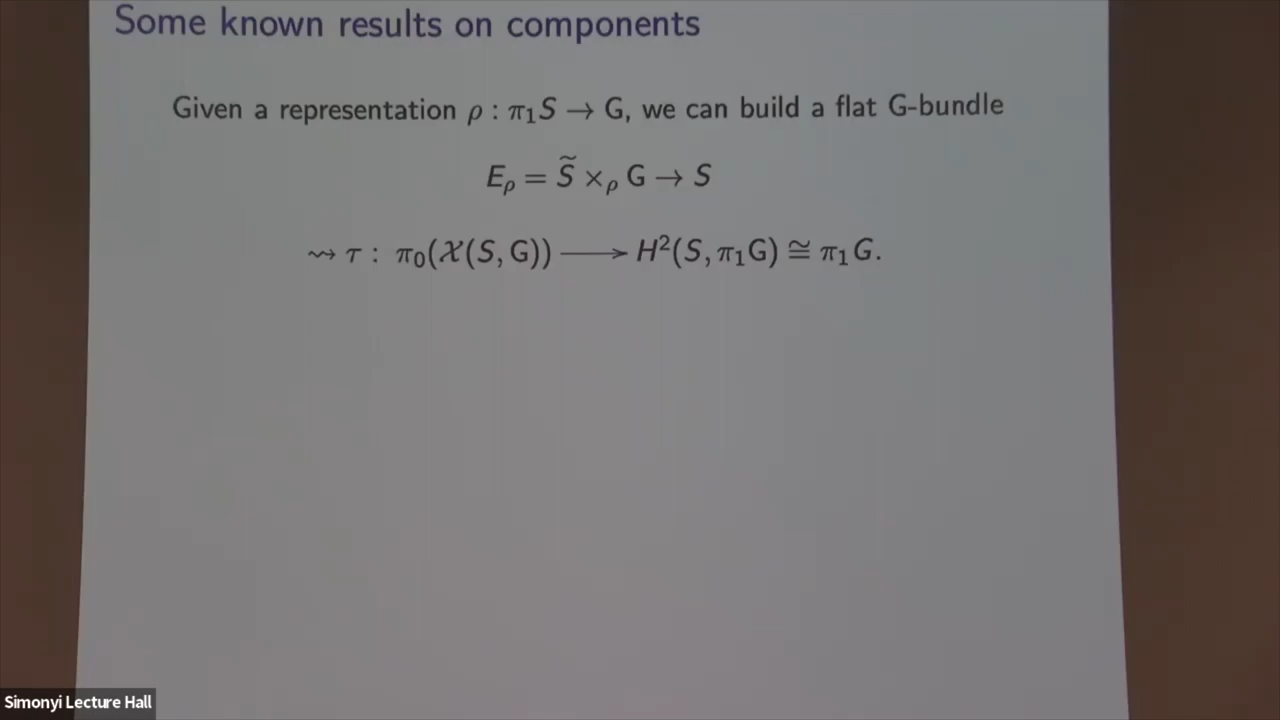 Some known results on components
Given a representation ρ : π₁S → G, we can build a flat G-bundle
E_ρ = S̃ ×_ρ G → S
⇝ τ : π₀(𝒳(S, G)) ⟶ H²(S, π₁G) ≅ π₁G.
Simonyi Lecture Hall